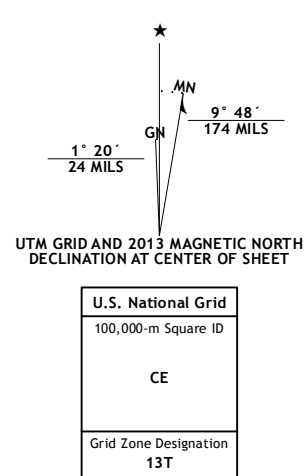 ★
MN
GN
9° 48´
174 MILS
1° 20´
24 MILS
UTM GRID AND 2013 MAGNETIC NORTH
DECLINATION AT CENTER OF SHEET
U.S. National Grid
100,000-m Square ID
CE
Grid Zone Designation
13T